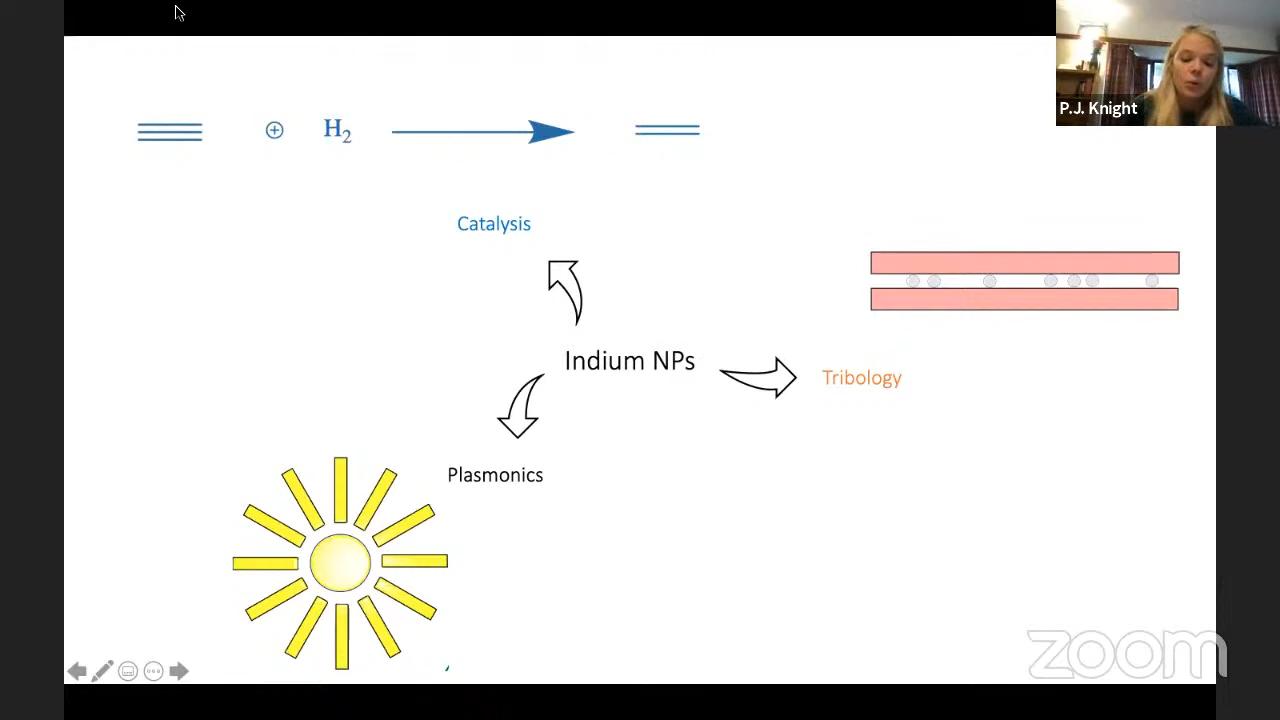 P.J. Knight
⊕ H₂
Catalysis
Indium NPs
Tribology
Plasmonics
zoom